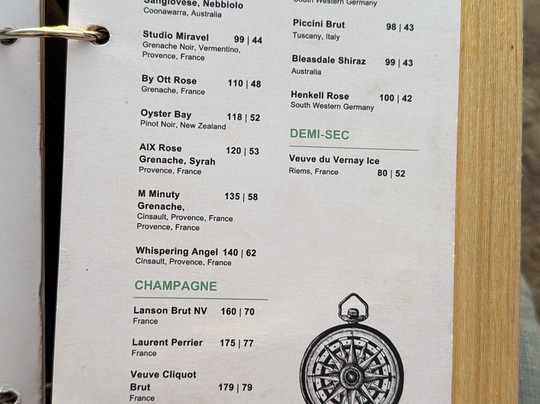 Sangiovese, Nebbiolo
Coonawarra, Australia
Studio Miravel 99 | 44
Grenache Noir, Vermentino,
Provence, France
By Ott Rose 110 | 48
Grenache, France
Oyster Bay 118 | 52
Pinot Noir, New Zealand
AIX Rose 120 | 53
Grenache, Syrah
Provence, France
M Minuty 135 | 58
Grenache,
Cinsault, Provence, France
Provence, France
Whispering Angel 140 | 62
Cinsault, Provence, France
CHAMPAGNE
Lanson Brut NV 160 | 70
France
Laurent Perrier 175 | 77
France
Veuve Cliquot
Brut 179 | 79
France
South Western Germany
Piccini Brut 98 | 43
Tuscany, Italy
Bleasdale Shiraz 99 | 43
Australia
Henkell Rose 100 | 42
South Western Germany
DEMI-SEC
Veuve du Vernay Ice
Riems, France 80 | 52